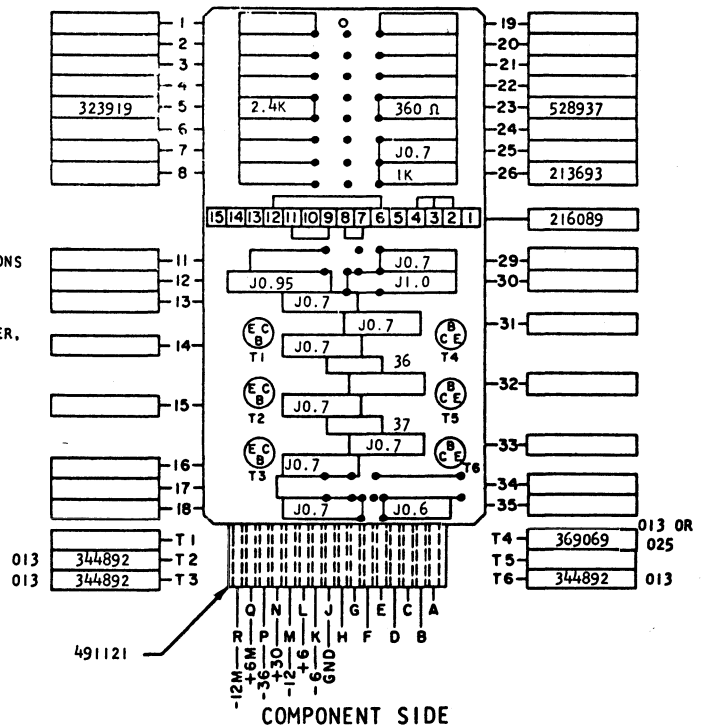 1 19
2 20
3 21
4 22
323919 5 2.4K 360 Ω 23 528937
6 24
7 J0.7 25
8 1K 26 213693
15 14 13 12 11 10 9 8 7 6 5 4 3 2 1 216089
ONS 11 J0.7 29
12 J0.95 J1.0 30
13 J0.7
J0.7 31
ER, 14 E C B T1 J0.7 B C E T4
36
32
15 E C B T2 J0.7 B C E T5
37
J0.7 33
16 E C B T3 J0.7 B C E T6
17 34
18 J0.7 J0.6 35
T1 T4 369069 013 OR 025
013 344892 T2 T5
013 344892 T3 T6 344892 013
491121
R Q P N M L K J H G F E D C B A
-12M +6M -36 +30 -12 +6 -6 GND
COMPONENT SIDE